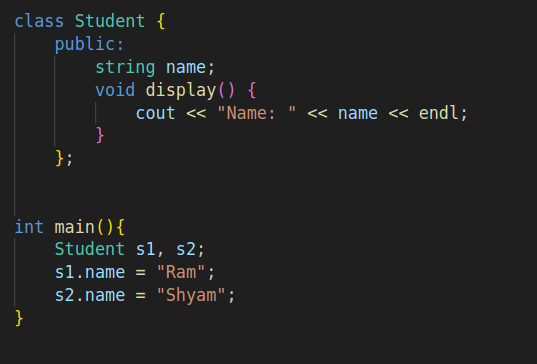 class Student {
    public:
        string name;
        void display() {
            cout << "Name: " << name << endl;
        }
    };
int main(){
    Student s1, s2;
    s1.name = "Ram";
    s2.name = "Shyam";
}